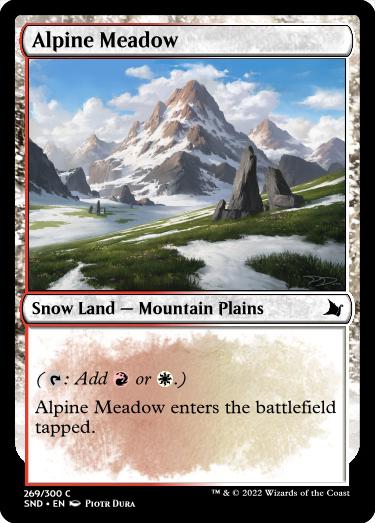 Alpine Meadow
Snow Land — Mountain Plains
( : Add or .)
Alpine Meadow enters the battlefield
tapped.
269/300 C
SND • EN Piotr Dura
™ & © 2022 Wizards of the Coast